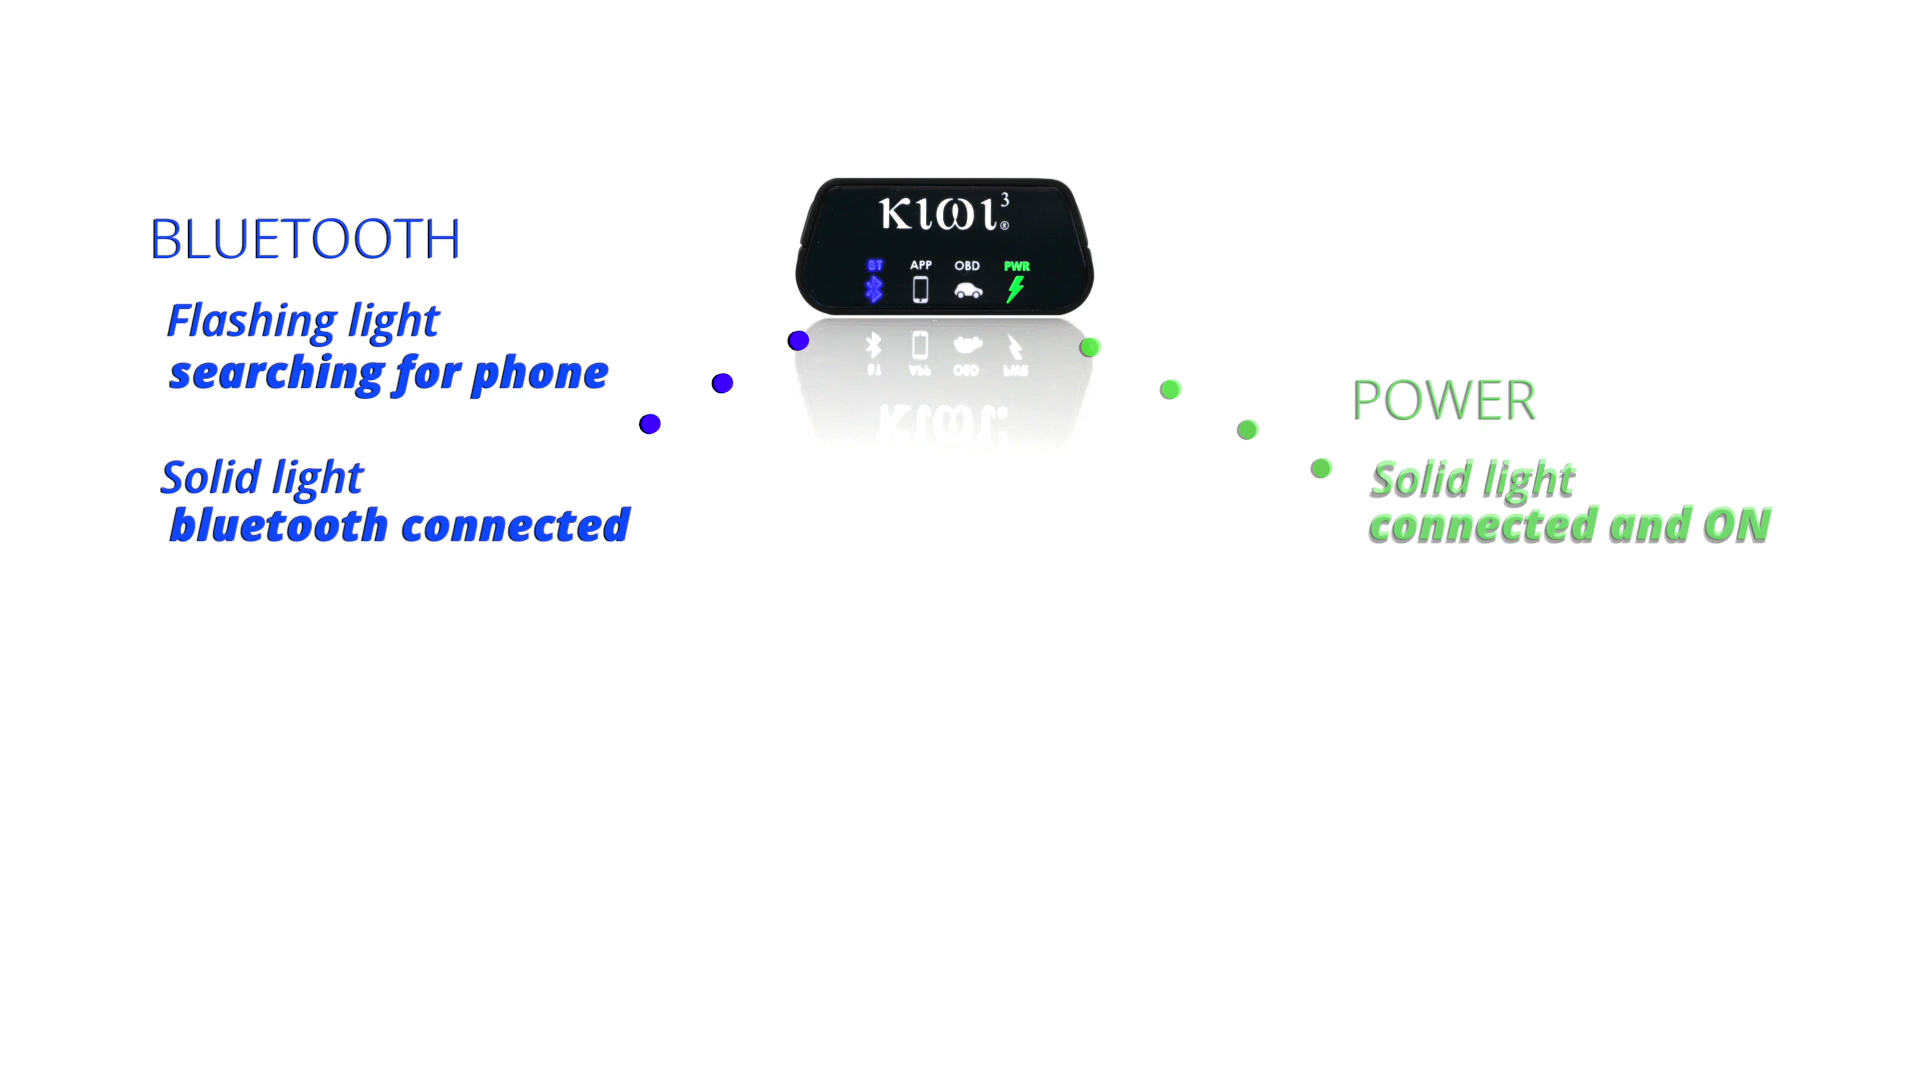 BLUETOOTH
Flashing light
searching for phone
Solid light
bluetooth connected
kiwi 3 ®
BT APP OBD PWR
POWER
Solid light
connected and ON